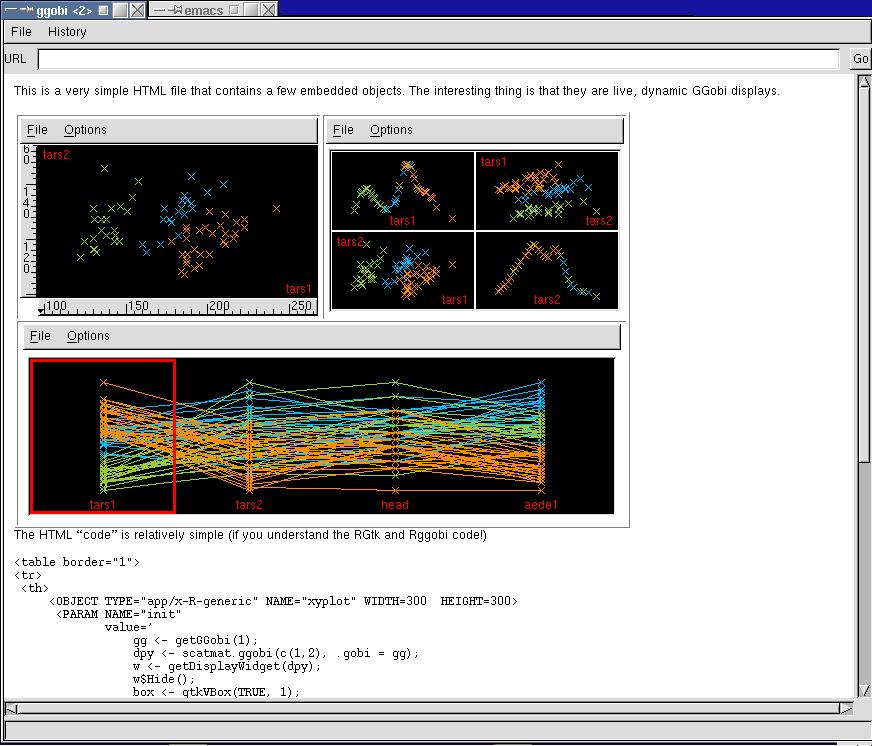 ggobi <2> emacs
File History
URL Go
This is a very simple HTML file that contains a few embedded objects. The interesting thing is that they are live, dynamic GGobi displays.
File Options File Options
tars2
tars1
100 150 200 250
tars1
tars1
tars2
tars2
tars1
tars2
File Options
tars1 tars2 head aede1
The HTML “code” is relatively simple (if you understand the RGtk and Rggobi code!)
<table border="1">
<tr>
<th>
<OBJECT TYPE="app/x-R-generic" NAME="xyplot" WIDTH=300 HEIGHT=300>
<PARAM NAME="init"
value='
gg <- getGGobi(1);
dpy <- scatmat.ggobi(c(1,2), .gobi = gg);
w <- getDisplayWidget(dpy);
w$Hide();
box <- gtkVBox(TRUE, 1);